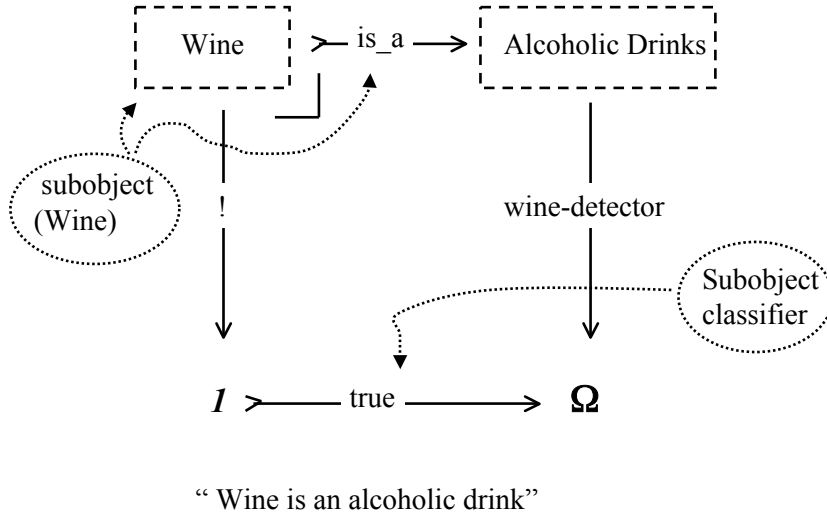 Wine
is_a
Alcoholic Drinks
subobject
(Wine)
!
wine-detector
Subobject
classifier
1
true
Ω
“ Wine is an alcoholic drink”